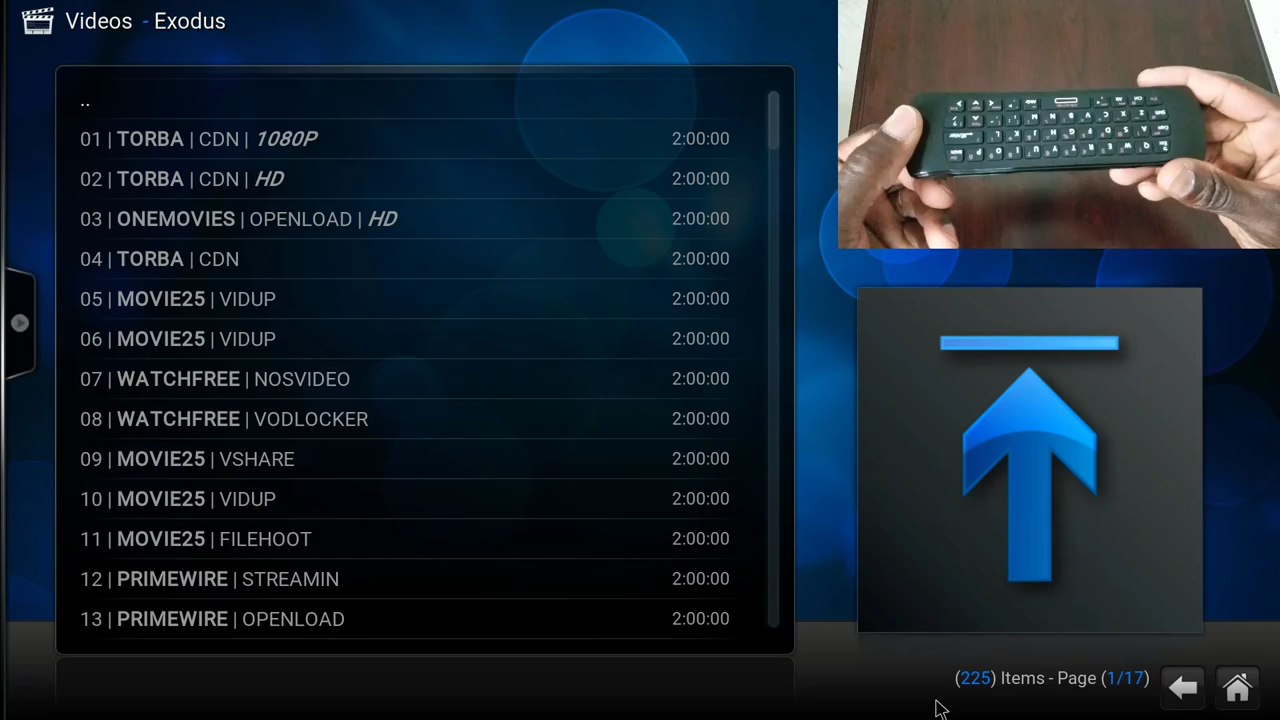 Videos - Exodus
..
01 | TORBA | CDN | 1080P 2:00:00
02 | TORBA | CDN | HD 2:00:00
03 | ONEMOVIES | OPENLOAD | HD 2:00:00
04 | TORBA | CDN 2:00:00
05 | MOVIE25 | VIDUP 2:00:00
06 | MOVIE25 | VIDUP 2:00:00
07 | WATCHFREE | NOSVIDEO 2:00:00
08 | WATCHFREE | VODLOCKER 2:00:00
09 | MOVIE25 | VSHARE 2:00:00
10 | MOVIE25 | VIDUP 2:00:00
11 | MOVIE25 | FILEHOOT 2:00:00
12 | PRIMEWIRE | STREAMIN 2:00:00
13 | PRIMEWIRE | OPENLOAD 2:00:00
(225) Items - Page (1/17)